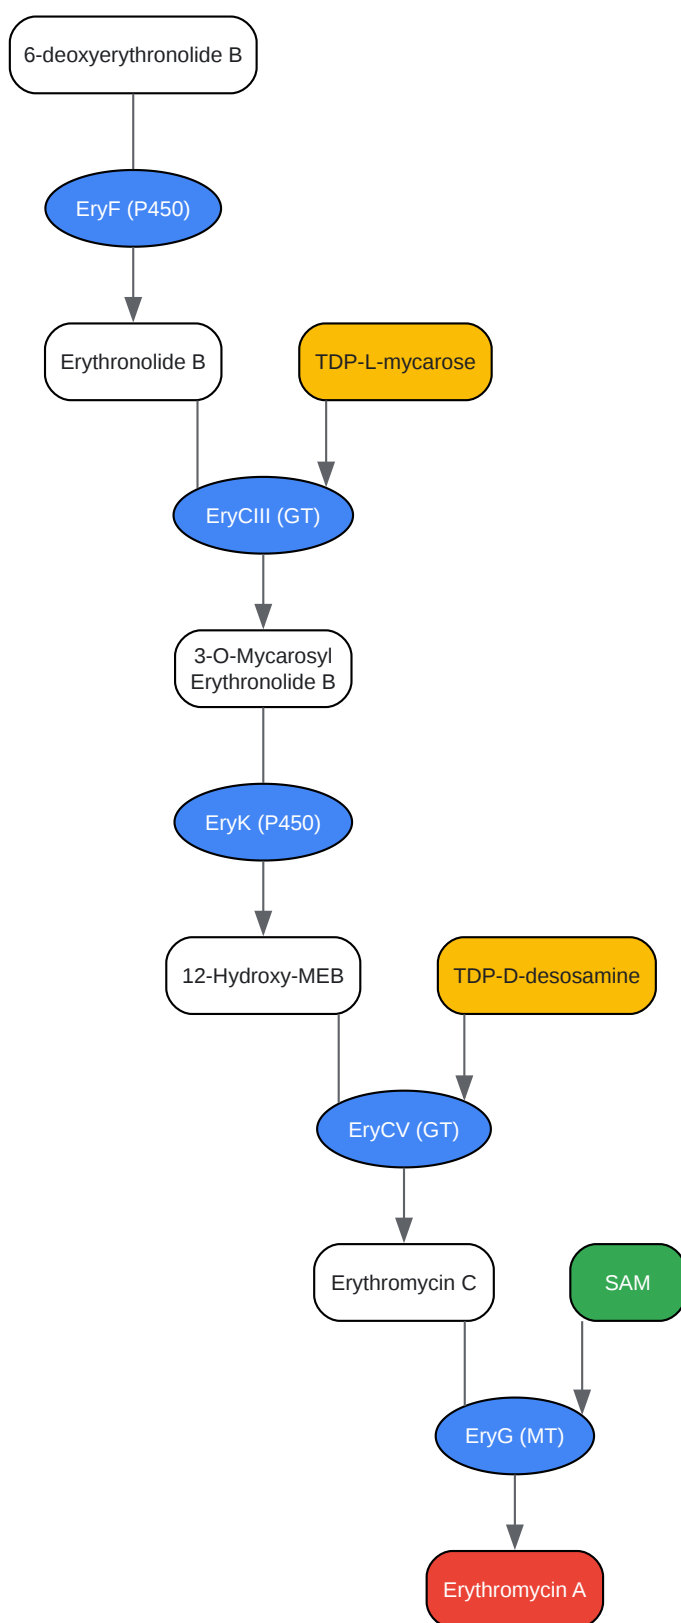 6-deoxyerythronolide B
EryF (P450)
Erythronolide B
TDP-L-mycarose
EryCIII (GT)
3-O-Mycarosyl
Erythronolide B
EryK (P450)
12-Hydroxy-MEB
TDP-D-desosamine
EryCV (GT)
Erythromycin C
SAM
EryG (MT)
Erythromycin A